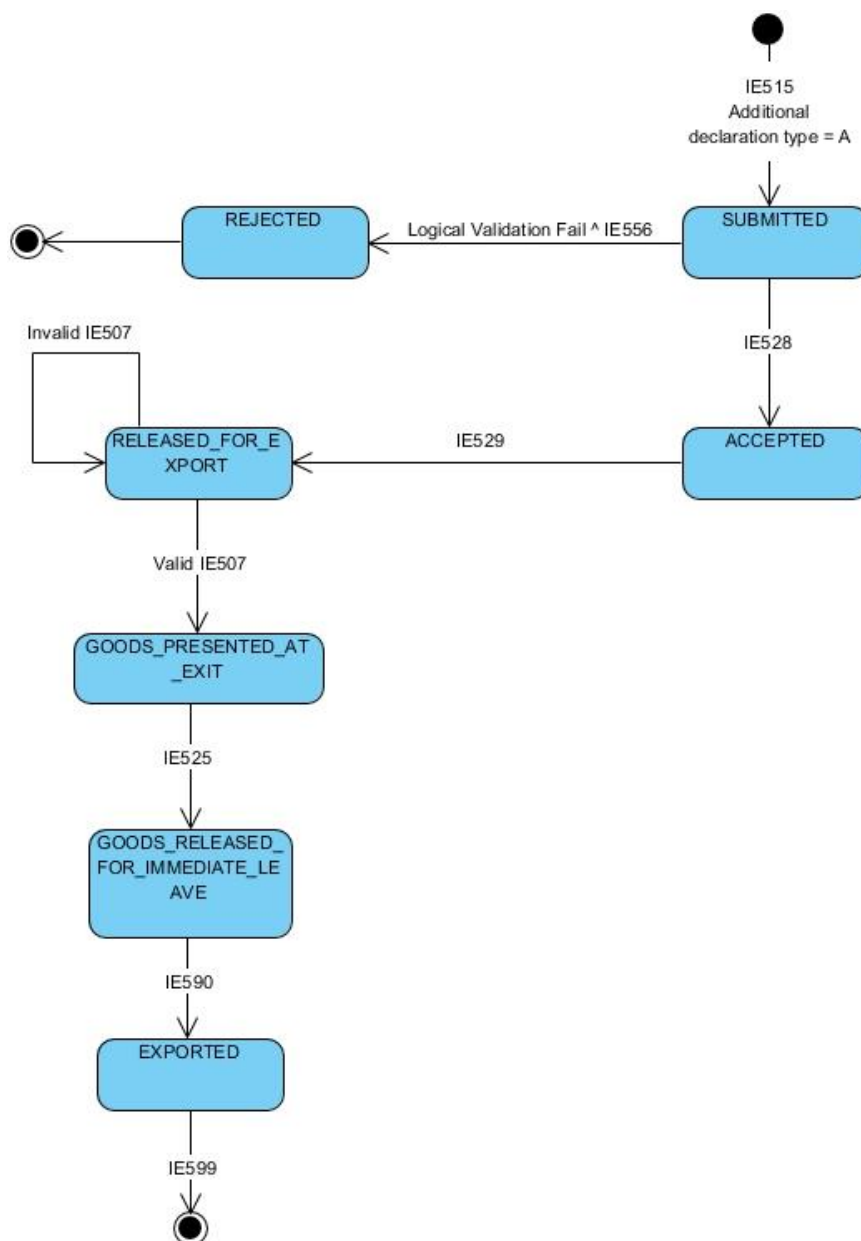 IE515
Additional
declaration type = A
SUBMITTED
Logical Validation Fail ^ IE556
REJECTED
IE528
ACCEPTED
IE529
Invalid IE507
RELEASED_FOR_E
XPORT
Valid IE507
GOODS_PRESENTED_AT
_EXIT
IE525
GOODS_RELEASED_
FOR_IMMEDIATE_LE
AVE
IE590
EXPORTED
IE599